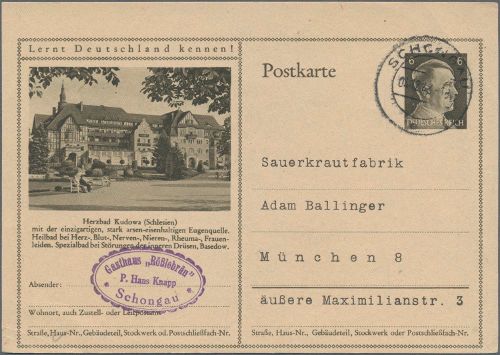 Lernt Deutschland kennen!
Herzbad Kudowa (Schlesien)
mit der einzigartigen, stark arsen-eisenhaltigen Eugenquelle.
Heilbad bei Herz-, Blut-, Nerven-, Nieren-, Rheuma-, Frauen-
leiden. Spezialbad bei Störungen der inneren Drüsen, Basedow.
Gasthaus „Rößlebräu"
P. Hans Knapp
* Schongau *
Absender:
Wohnort, auch Zustell- oder Leitpostamt
Straße, Haus-Nr., Gebäudeteil, Stockwerk od. Postschließfach-Nr.
Postkarte
SCHONGAU
6 6
DEUTSCHES REICH
Sauerkrautfabrik
Adam Ballinger
München 8
äußere Maximilianstr. 3
Straße, Haus-Nr., Gebäudeteil, Stockwerk oder Postschließfach-Nr.